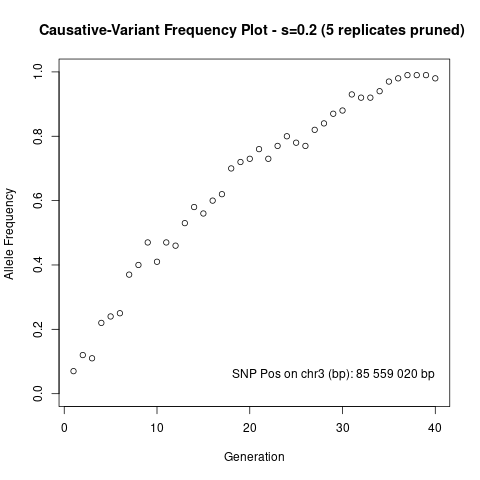 Causative-Variant Frequency Plot - s=0.2 (5 replicates pruned)
1.0
0.8
0.6
0.4
0.2
0.0
Allele Frequency
SNP Pos on chr3 (bp): 85 559 020 bp
0 10 20 30 40
Generation